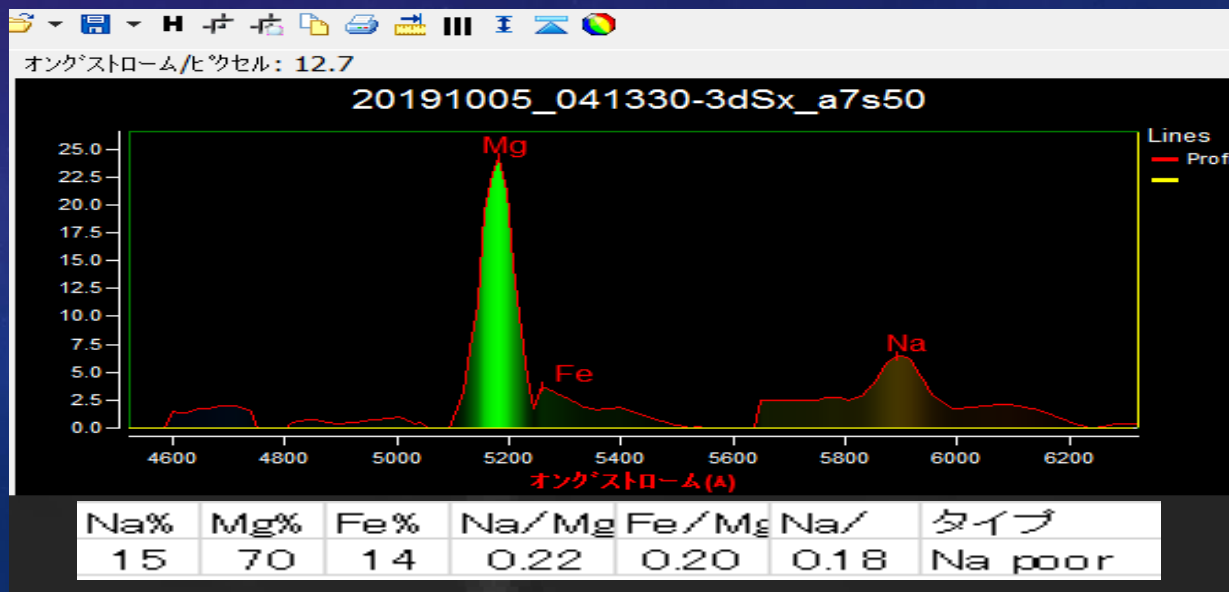 オングストローム/ピクセル: 12.7
20191005_041330-3dSx_a7s50
Lines
Prof
25.0
22.5
20.0
17.5
15.0
12.5
10.0
7.5
5.0
2.5
0.0
Mg
Fe
Na
4600 4800 5000 5200 5400 5600 5800 6000 6200
オングストローム(A)
Na% Mg% Fe% Na/Mg Fe/Mg Na/ タイプ
15 70 14 0.22 0.20 0.18 Na poor